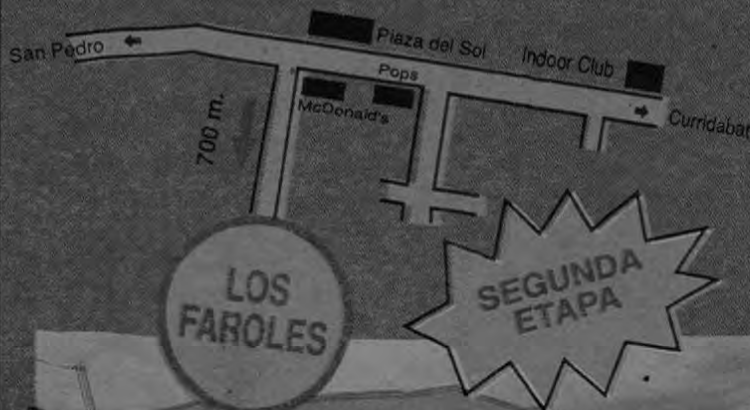 San Pedro
Plaza del Sol
Indoor Club
Pops
McDonald's
Curridabat
700 m.
LOS
FAROLES
SEGUNDA
ETAPA